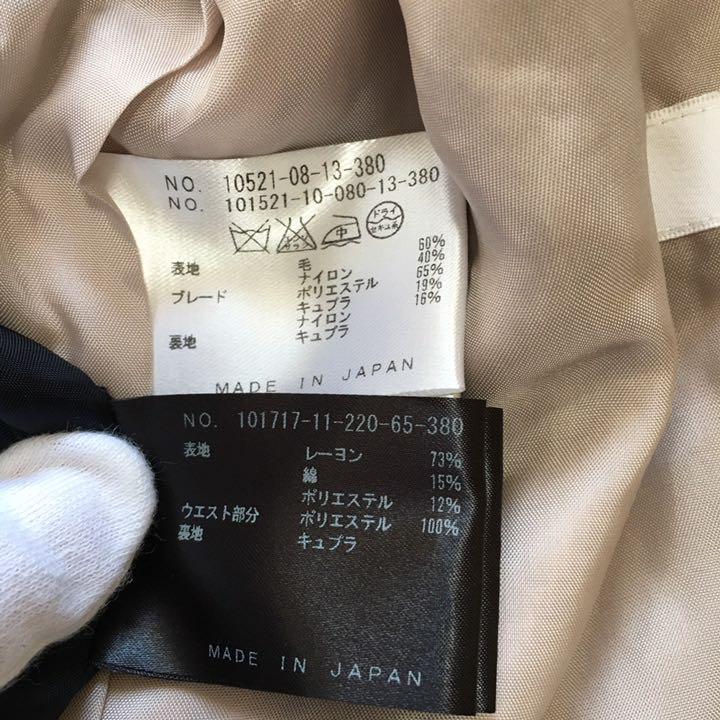 NO. 10521-08-13-380
NO. 101521-10-080-13-380
中 ドライ セキユ系
表地 毛 60%
ナイロン 40%
ブレード ポリエステル 65%
キュプラ 19%
ナイロン 16%
裏地 キュプラ
MADE IN JAPAN
NO. 101717-11-220-65-380
表地 レーヨン 73%
綿 15%
ポリエステル 12%
ウエスト部分 ポリエステル 100%
裏地 キュプラ
MADE IN JAPAN